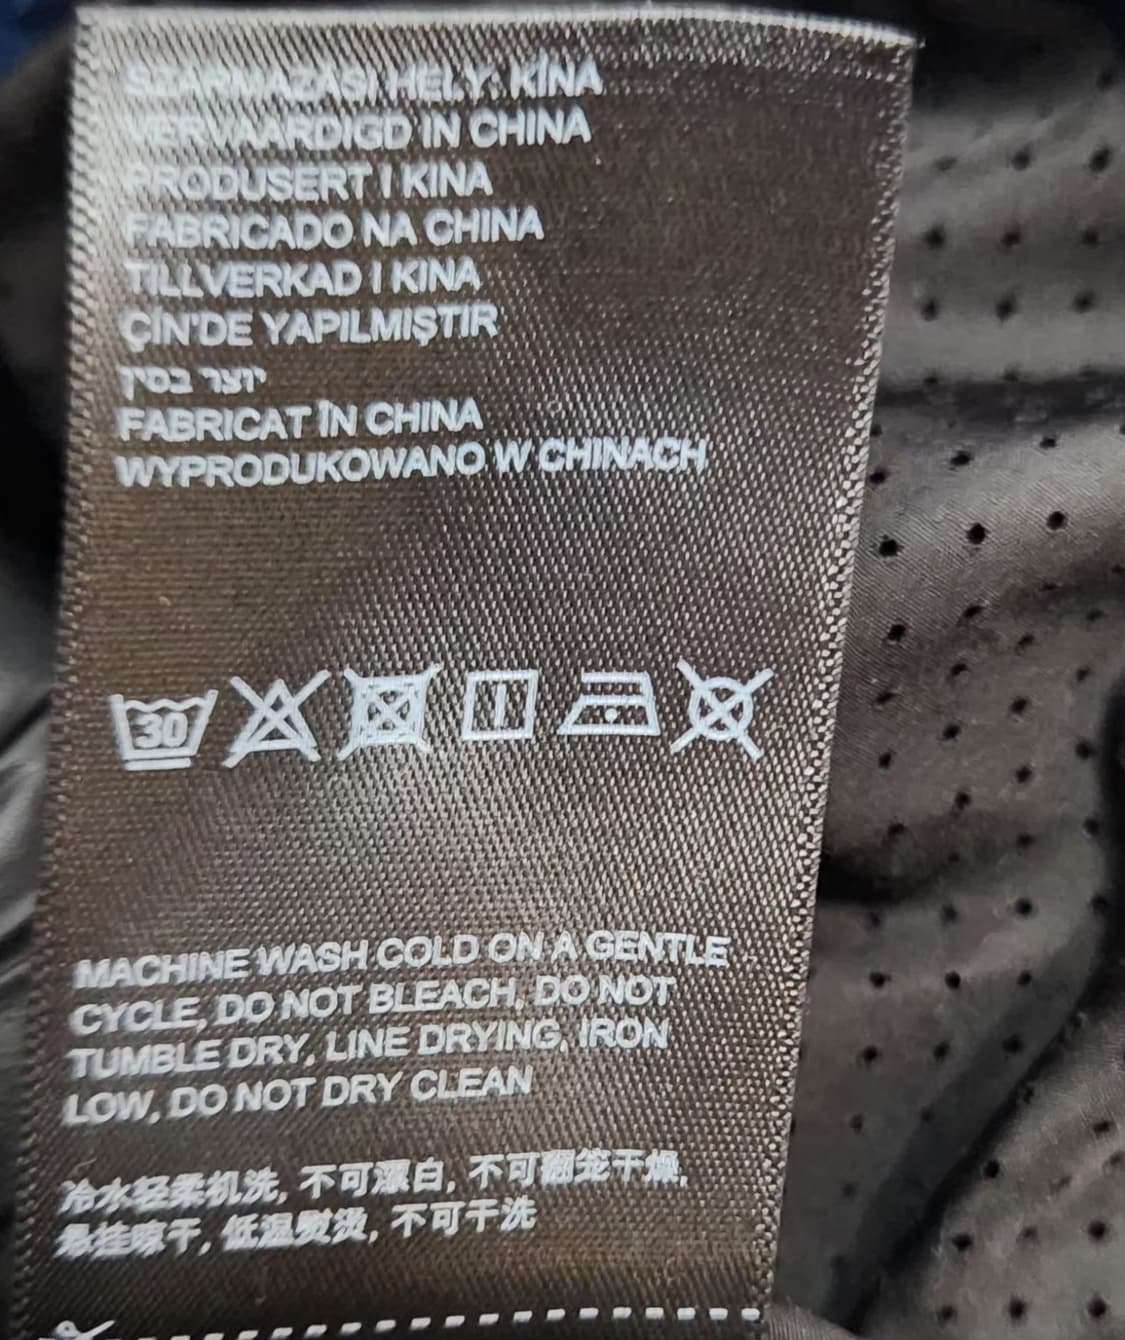 SZÁRMAZÁSI HELY: KÍNA
VERVAARDIGD IN CHINA
PRODUSERT I KINA
FABRICADO NA CHINA
TILLVERKAD I KINA
ÇİN'DE YAPILMIŞTIR
יוצר בסין
FABRICAT ÎN CHINA
WYPRODUKOWANO W CHINACH
30
MACHINE WASH COLD ON A GENTLE
CYCLE, DO NOT BLEACH, DO NOT
TUMBLE DRY, LINE DRYING, IRON
LOW, DO NOT DRY CLEAN
冷水轻柔机洗, 不可漂白, 不可翻笼干燥,
悬挂晾干, 低温熨烫, 不可干洗